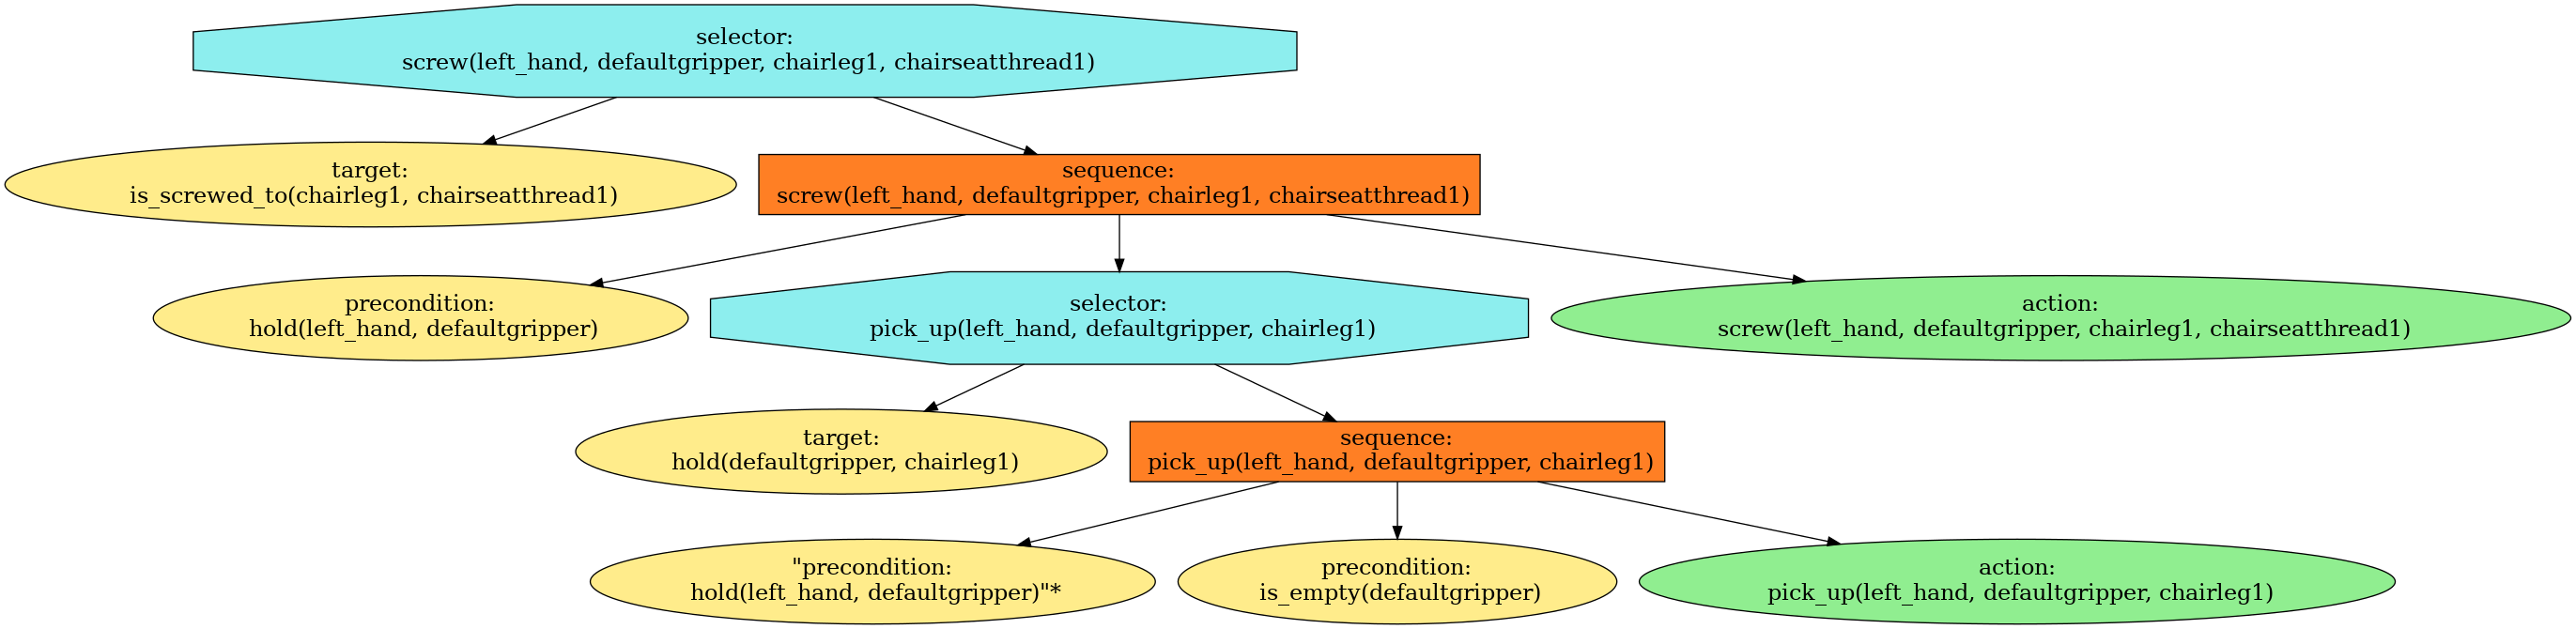 selector:
screw(left_hand, defaultgripper, chairleg1, chairseatthread1)
target:
is_screwed_to(chairleg1, chairseatthread1)
sequence:
screw(left_hand, defaultgripper, chairleg1, chairseatthread1)
precondition:
hold(left_hand, defaultgripper)
selector:
pick_up(left_hand, defaultgripper, chairleg1)
action:
screw(left_hand, defaultgripper, chairleg1, chairseatthread1)
target:
hold(defaultgripper, chairleg1)
sequence:
pick_up(left_hand, defaultgripper, chairleg1)
"precondition:
hold(left_hand, defaultgripper)"*
precondition:
is_empty(defaultgripper)
action:
pick_up(left_hand, defaultgripper, chairleg1)